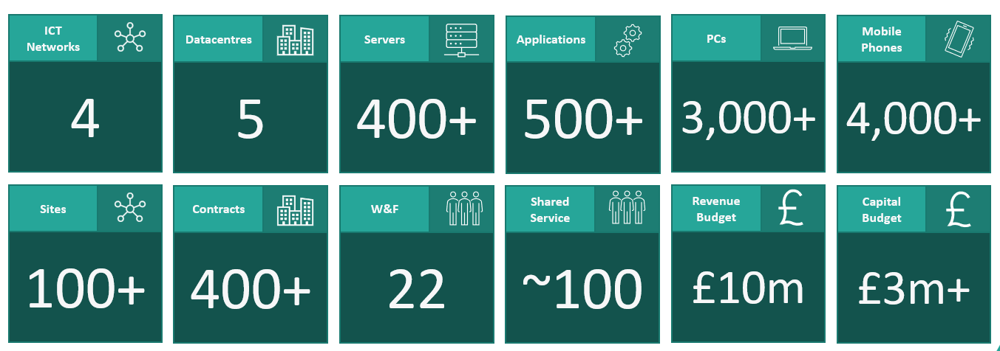 ICT
Networks
4
Datacentres
5
Servers
400+
Applications
500+
PCs
3,000+
Mobile
Phones
4,000+
Sites
100+
Contracts
400+
W&F
22
Shared
Service
~100
Revenue
Budget
£
£10m
Capital
Budget
£
£3m+